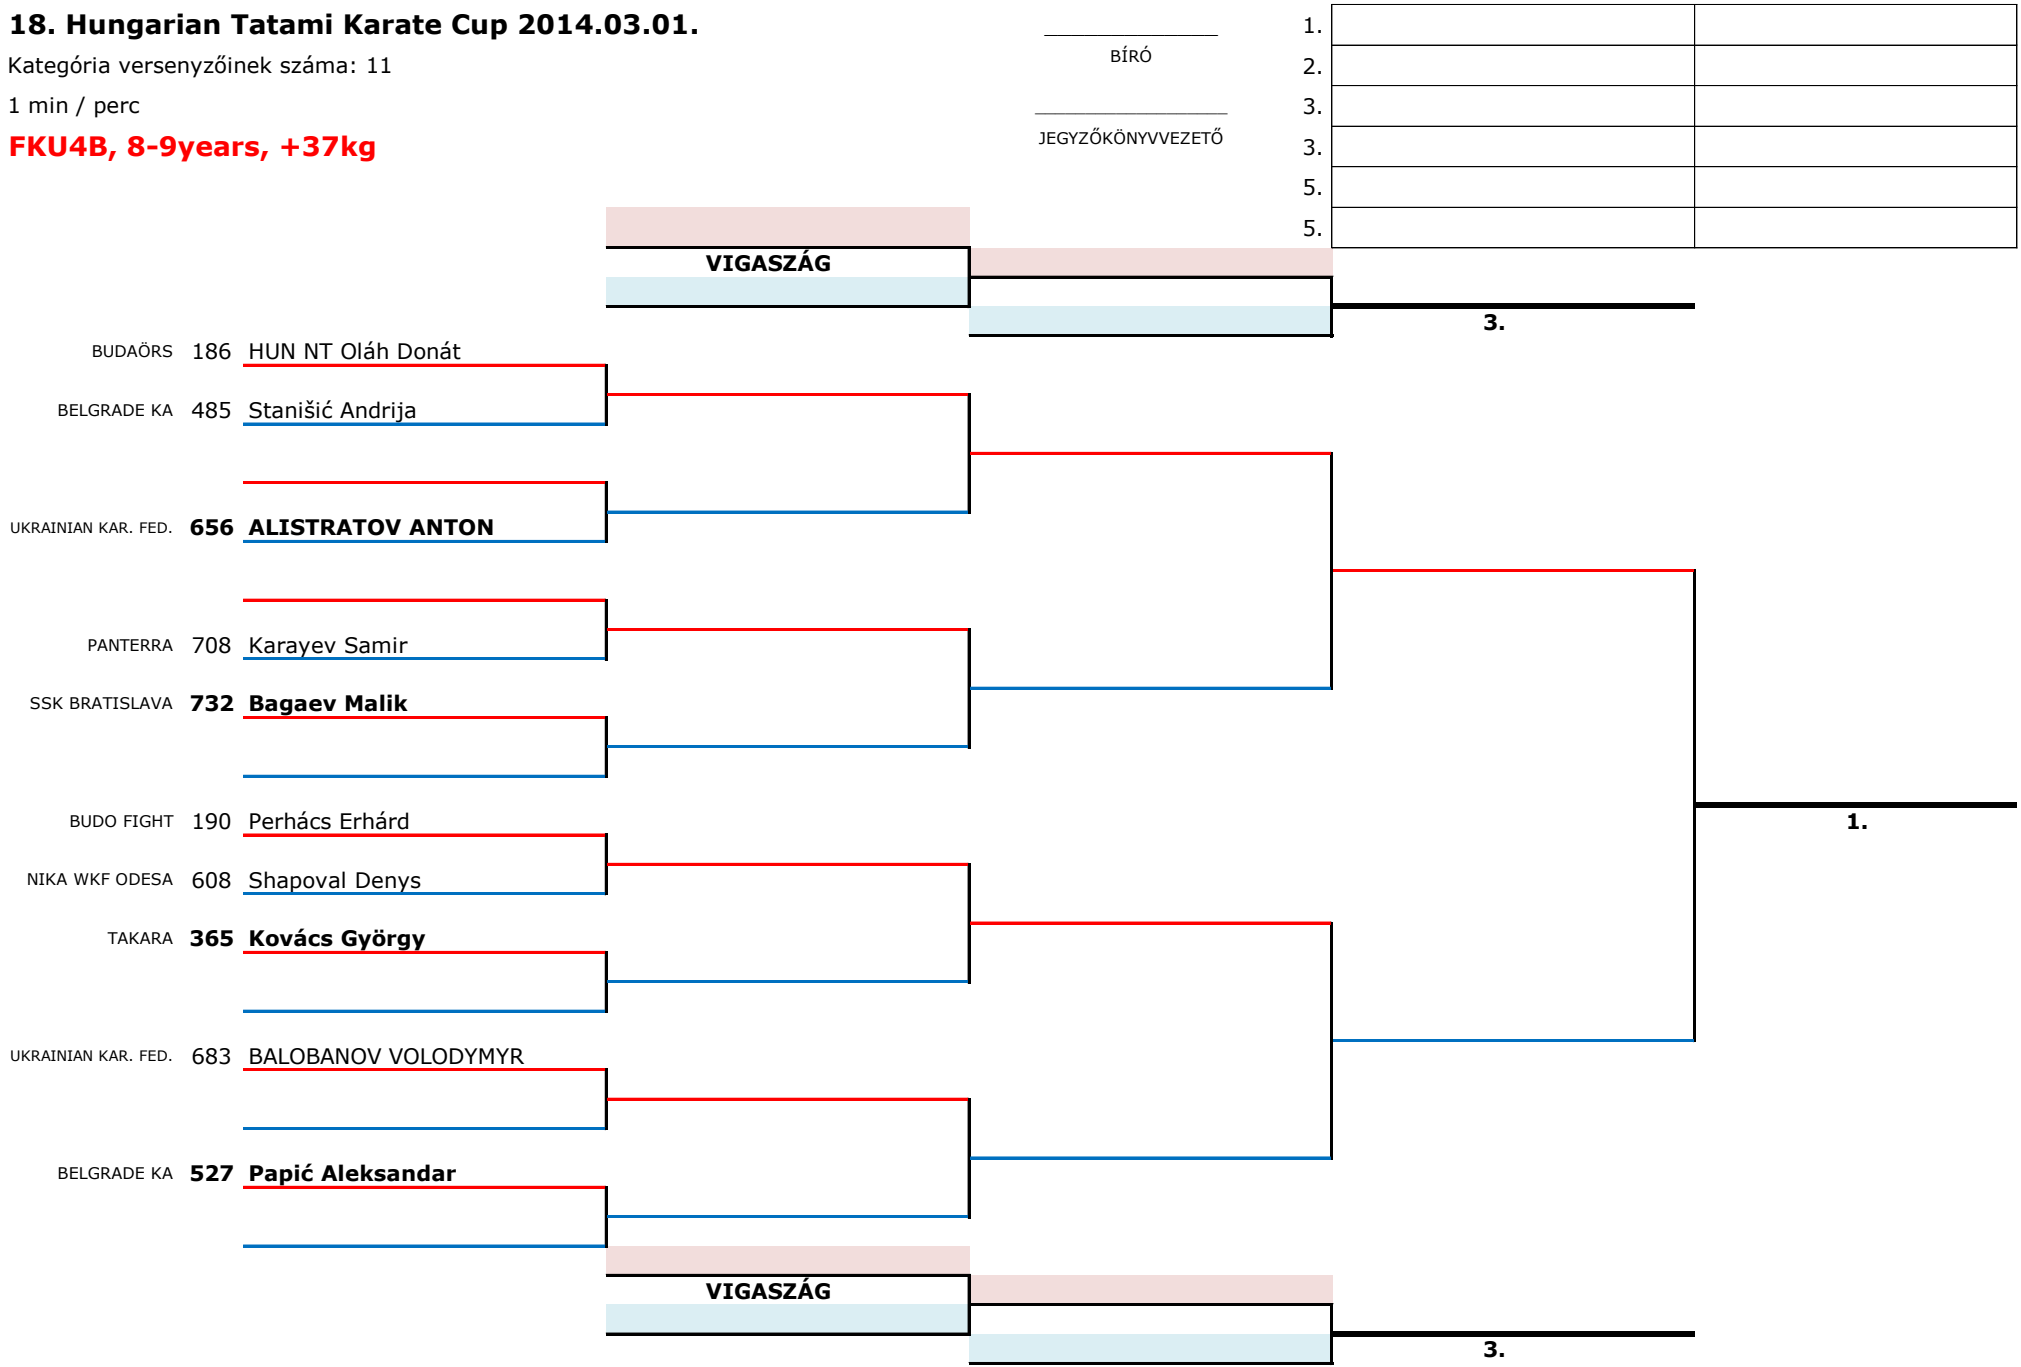 18. Hungarian Tatami Karate Cup 2014.03.01.
Kategória versenyzőinek száma: 11
1 min / perc
FKU4B, 8-9years, +37kg
BÍRÓ
JEGYZŐKÖNYVVEZETŐ
1.
2.
3.
3.
5.
5.
VIGASZÁG
3.
BUDAÖRS 186 HUN NT Oláh Donát
BELGRADE KA 485 Stanišić Andrija
UKRAINIAN KAR. FED. 656 ALISTRATOV ANTON
PANTERRA 708 Karayev Samir
SSK BRATISLAVA 732 Bagaev Malik
BUDO FIGHT 190 Perhács Erhárd
1.
NIKA WKF ODESA 608 Shapoval Denys
TAKARA 365 Kovács György
UKRAINIAN KAR. FED. 683 BALOBANOV VOLODYMYR
BELGRADE KA 527 Papić Aleksandar
VIGASZÁG
3.